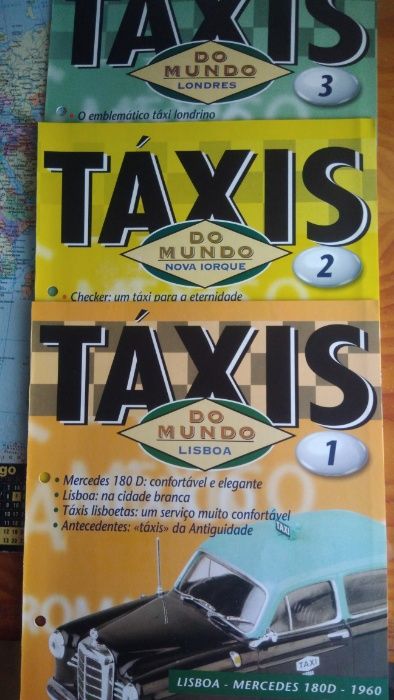 TÁXIS
DO
MUNDO
LONDRES
3
• O emblemático táxi londrino
TÁXIS
DO
MUNDO
NOVA IORQUE
2
• Checker: um táxi para a eternidade
TÁXIS
DO
MUNDO
LISBOA
1
• Mercedes 180 D: confortável e elegante
• Lisboa: na cidade branca
• Táxis lisboetas: um serviço muito confortável
• Antecedentes: «táxis» da Antiguidade
TAXI
TAXI
LISBOA - MERCEDES 180D - 1960